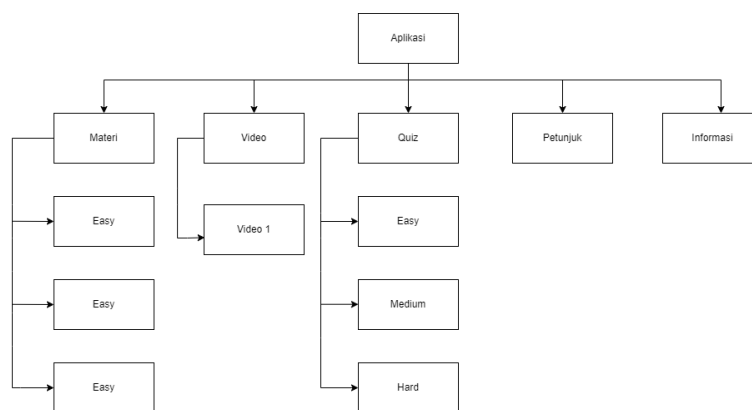 Aplikasi
Materi
Video
Quiz
Petunjuk
Informasi
Easy
Video 1
Easy
Easy
Medium
Easy
Hard